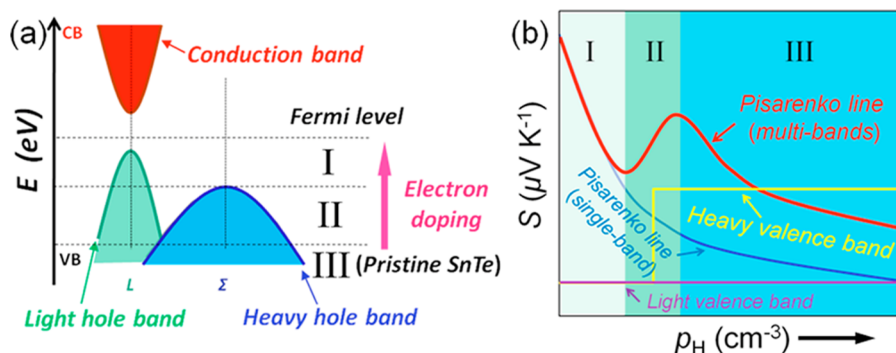 (a)
CB
Conduction band
E (eV)
Fermi level
I
Electron
doping
II
VB
III (Pristine SnTe)
L
Σ
Light hole band
Heavy hole band
(b)
I
II
III
S (μV K-1)
Pisarenko line
(multi-bands)
Pisarenko line
(single-band)
Heavy valence band
Light valence band
pH (cm-3)